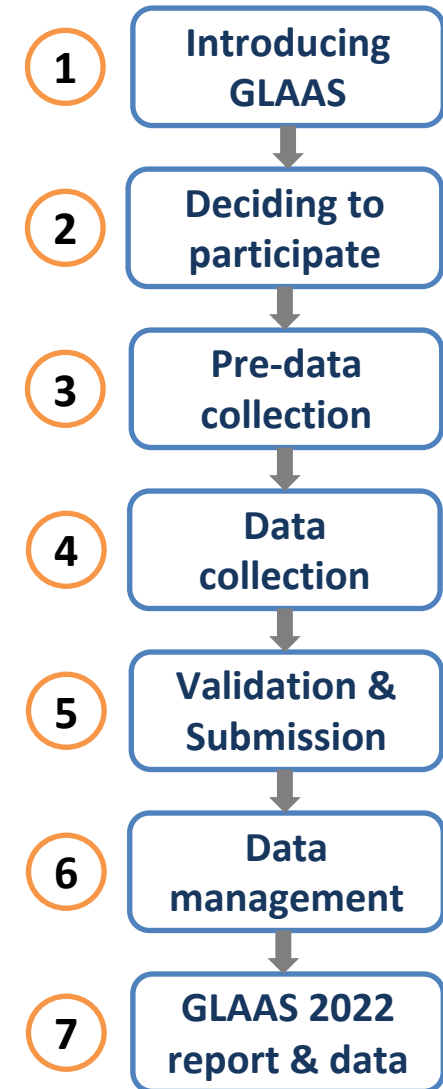 1
Introducing
GLAAS
2
Deciding to
participate
3
Pre-data
collection
4
Data
collection
5
Validation &
Submission
6
Data
management
7
GLAAS 2022
report & data